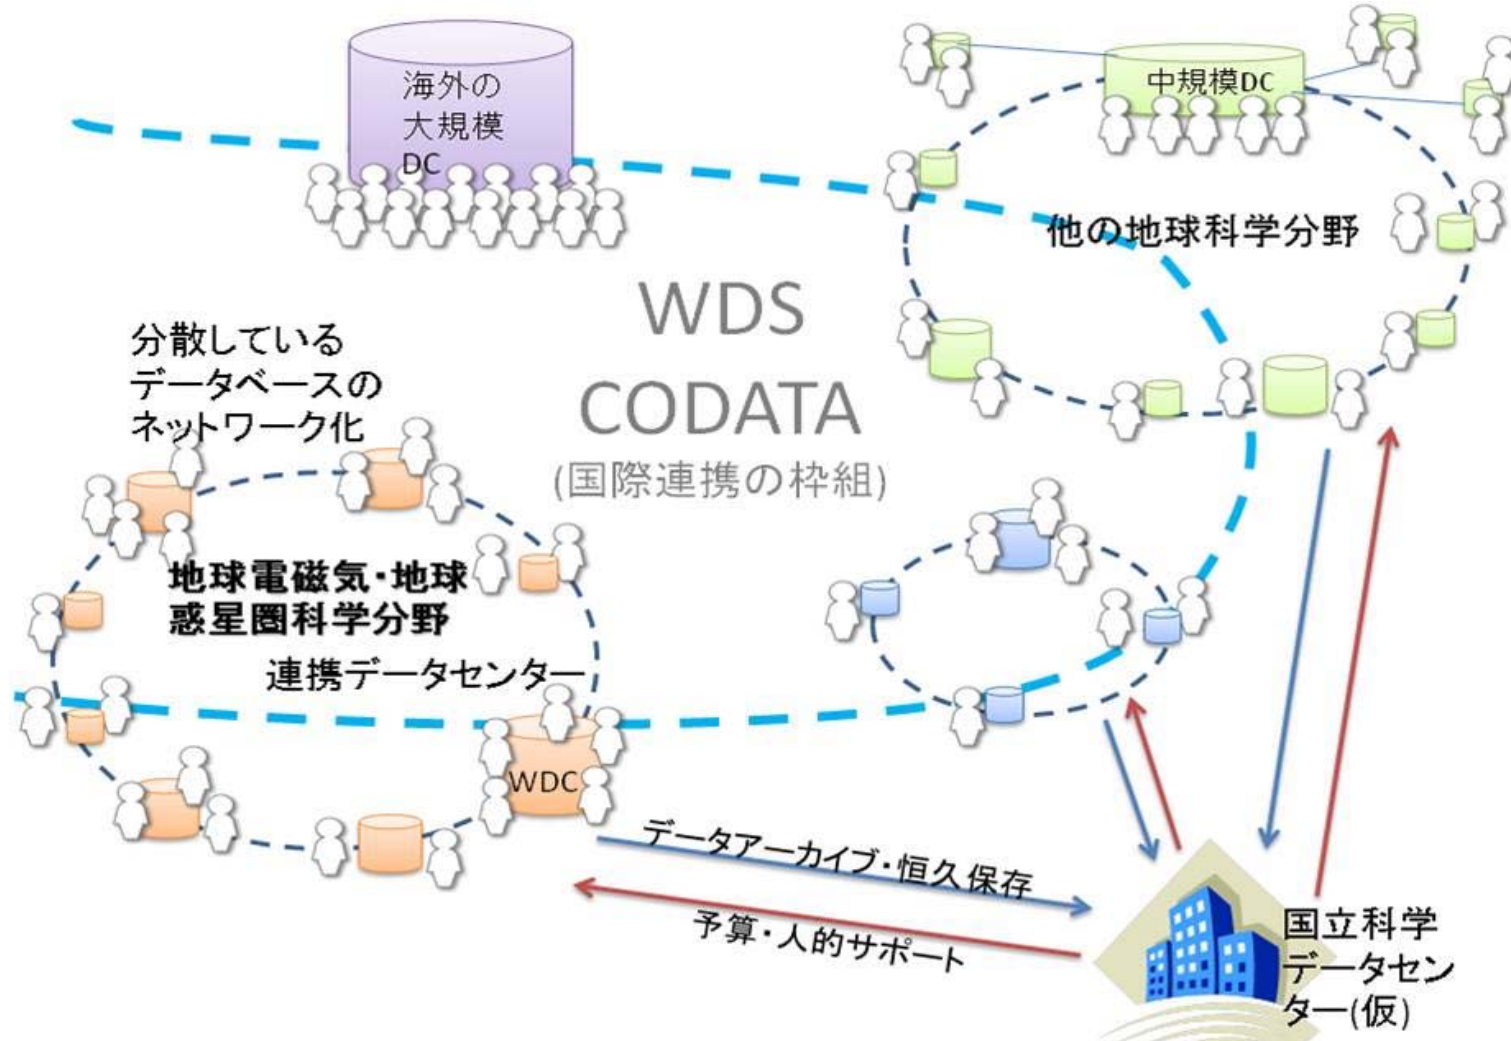 海外の
大規模
DC
中規模DC
他の地球科学分野
WDS
CODATA
(国際連携の枠組)
分散している
データベースの
ネットワーク化
地球電磁気・地球
惑星圏科学分野
連携データセンター
WDC
データアーカイブ・恒久保存
予算・人的サポート
国立科学
データセン
ター(仮)